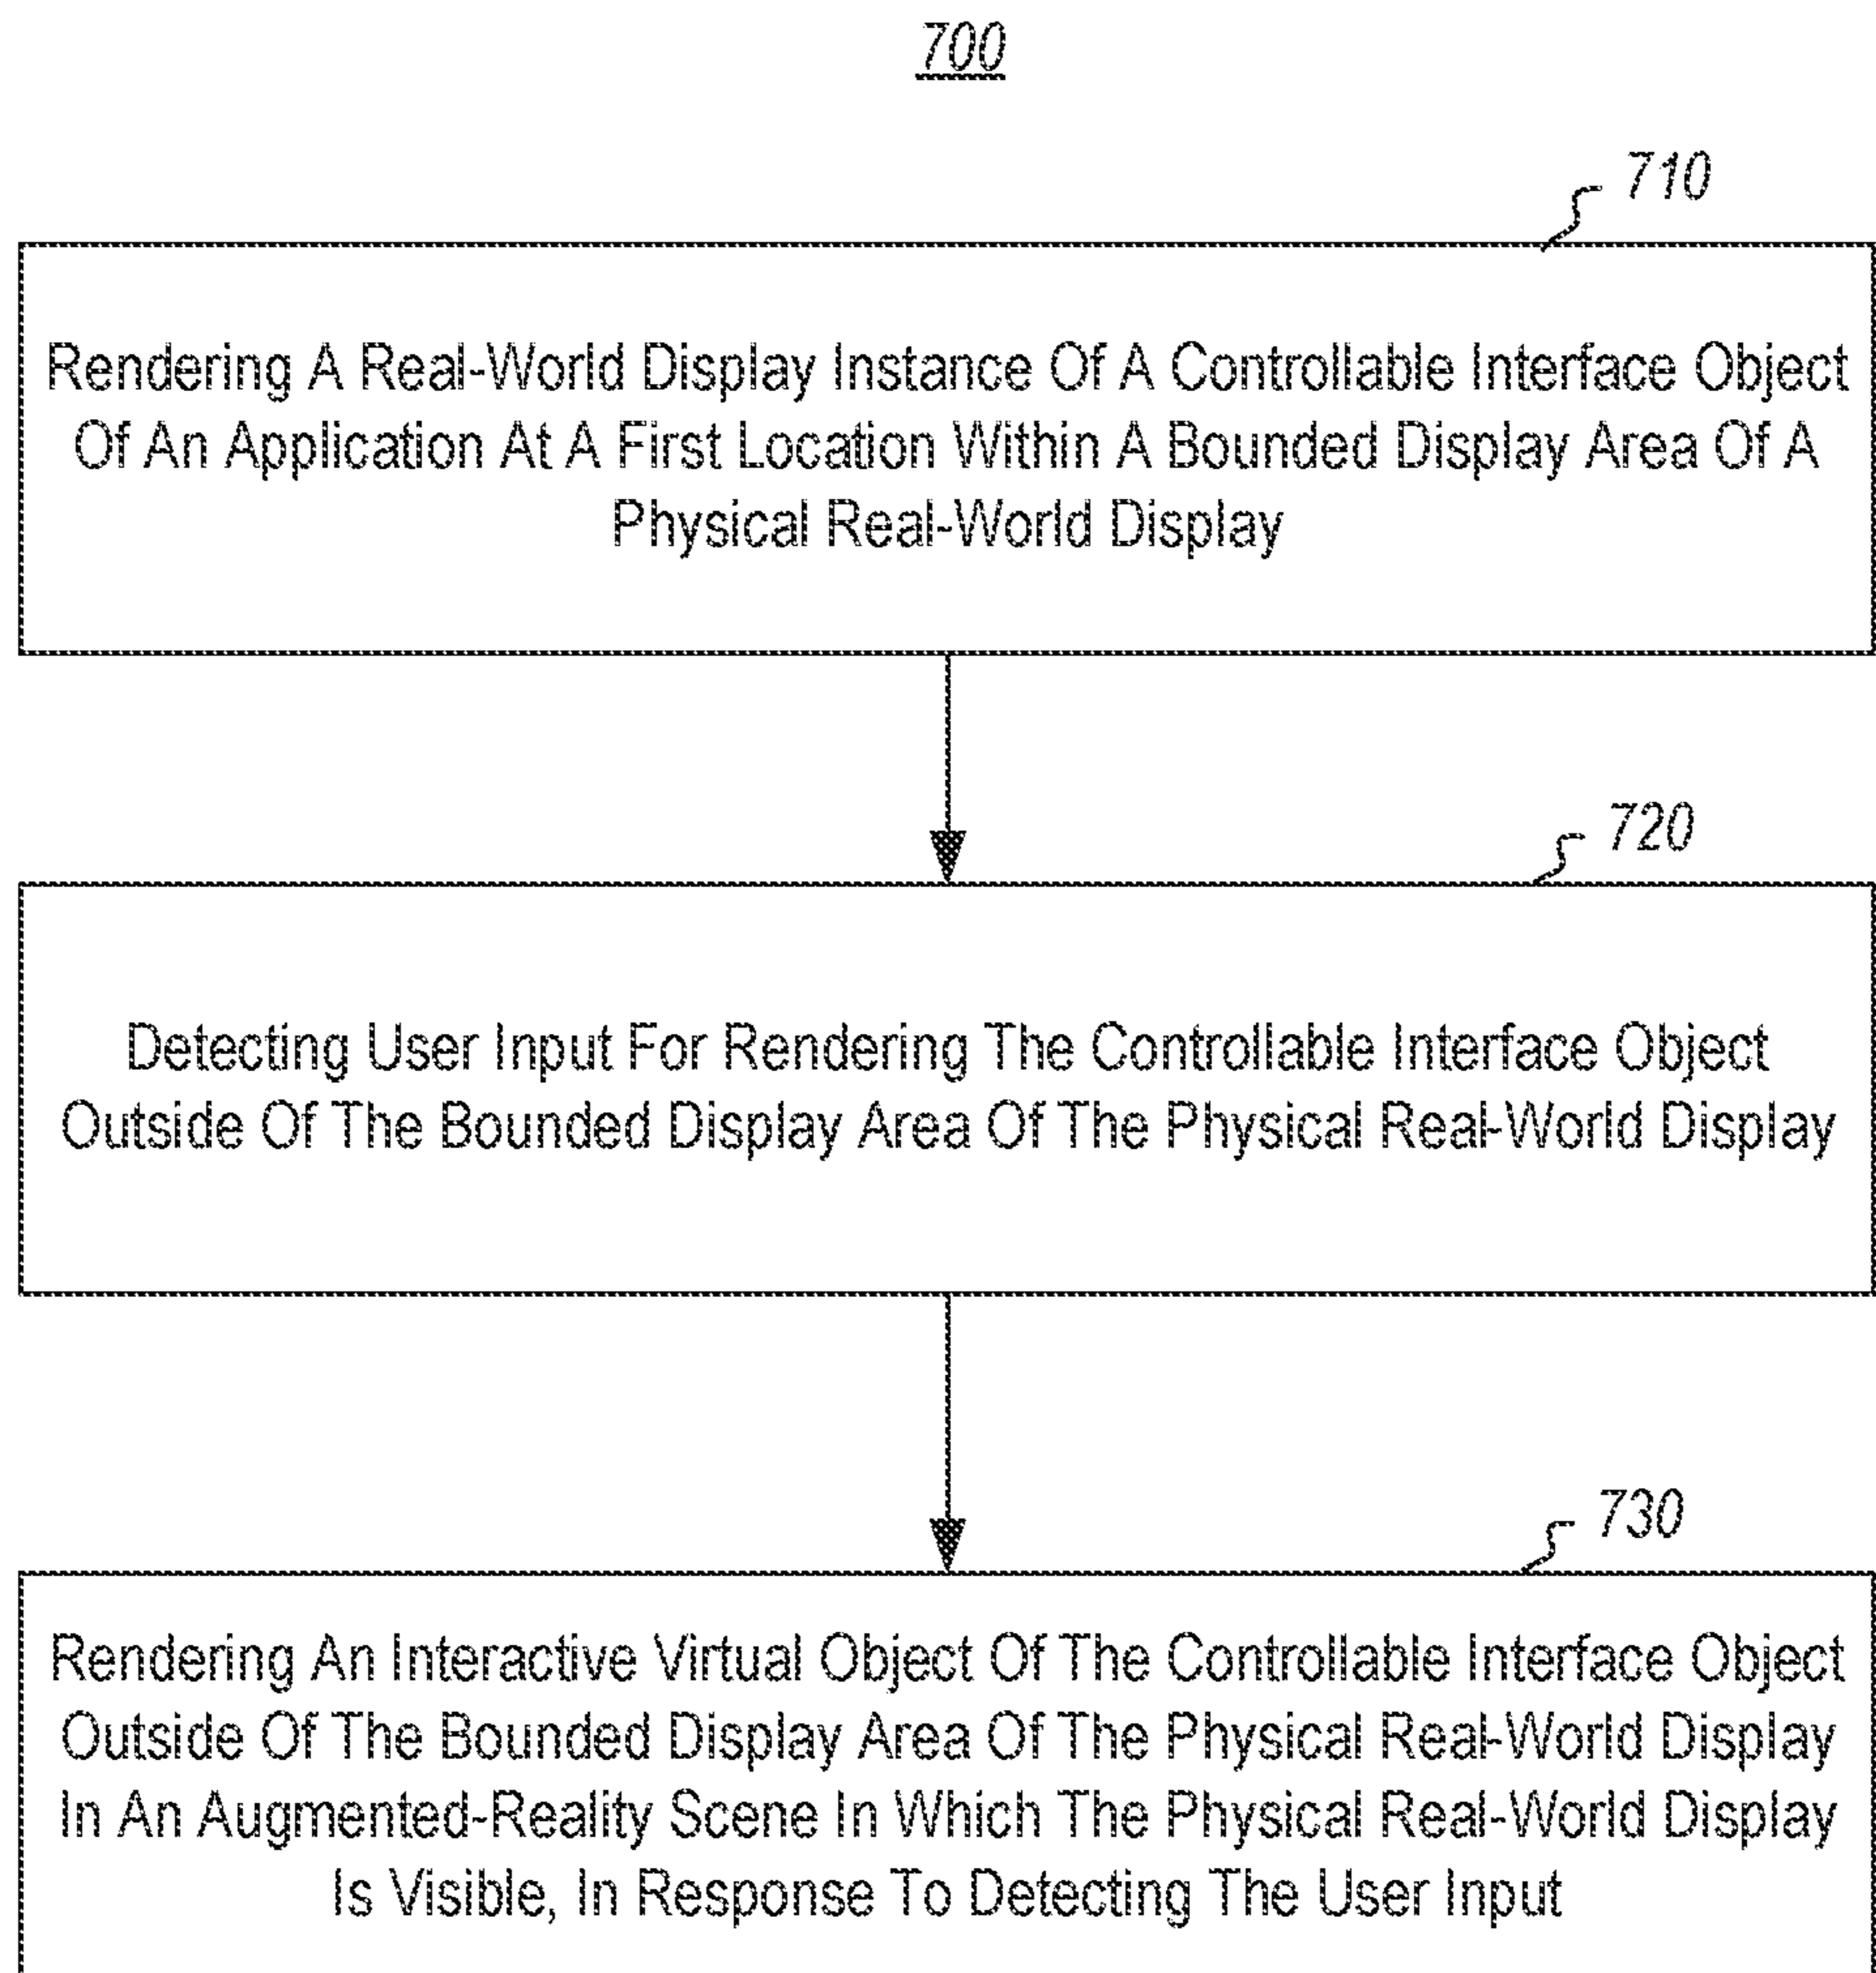 700
710
Rendering A Real-World Display Instance Of A Controllable Interface Object
Of An Application At A First Location Within A Bounded Display Area Of A
Physical Real-World Display
720
Detecting User Input For Rendering The Controllable Interface Object
Outside Of The Bounded Display Area Of The Physical Real-World Display
730
Rendering An Interactive Virtual Object Of The Controllable Interface Object
Outside Of The Bounded Display Area Of The Physical Real-World Display
In An Augmented-Reality Scene In Which The Physical Real-World Display
Is Visible, In Response To Detecting The User Input